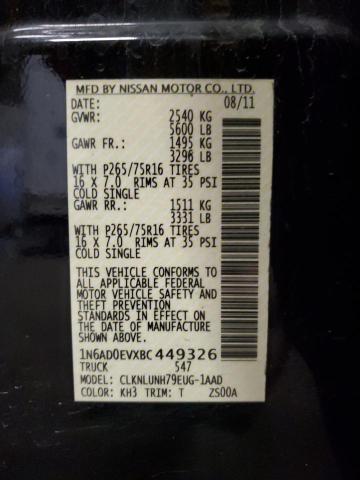 MFD BY NISSAN MOTOR CO., LTD.
DATE: 08/11
GVWR: 2540 KG
5600 LB
GAWR FR.: 1495 KG
3296 LB
WITH P265/75R16 TIRES
16 X 7.0 RIMS AT 35 PSI
COLD SINGLE
GAWR RR.: 1511 KG
3331 LB
WITH P265/75R16 TIRES
16 X 7.0 RIMS AT 35 PSI
COLD SINGLE
THIS VEHICLE CONFORMS TO
ALL APPLICABLE FEDERAL
MOTOR VEHICLE SAFETY AND
THEFT PREVENTION
STANDARDS IN EFFECT ON
THE DATE OF MANUFACTURE
SHOWN ABOVE.
1N6AD0EVXBC449326
TRUCK 547
MODEL: CLKNLUNH79EUG-1AAD
COLOR: KH3 TRIM: T ZS00A